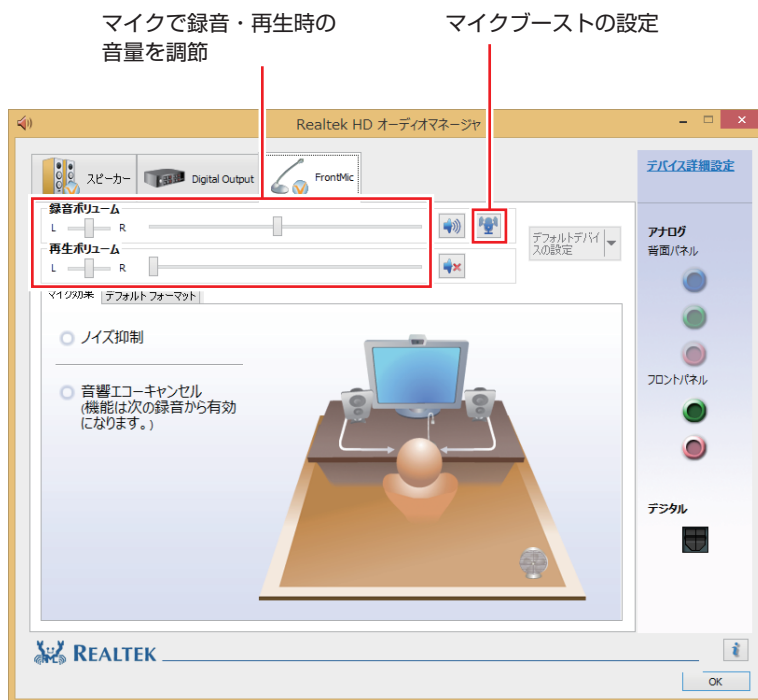 マイクで録音・再生時の
音量を調節
マイクブーストの設定
Realtek HD オーディオマネージャ
スピーカー
Digital Output
FrontMic
デバイス詳細設定
録音ボリューム
L R
再生ボリューム
L R
デフォルトデバイ
スの設定
マイク効果 デフォルト フォーマット
ノイズ抑制
音響エコーキャンセル
(機能は次の録音から有効
になります。)
アナログ
背面パネル
フロントパネル
デジタル
REALTEK
i
OK